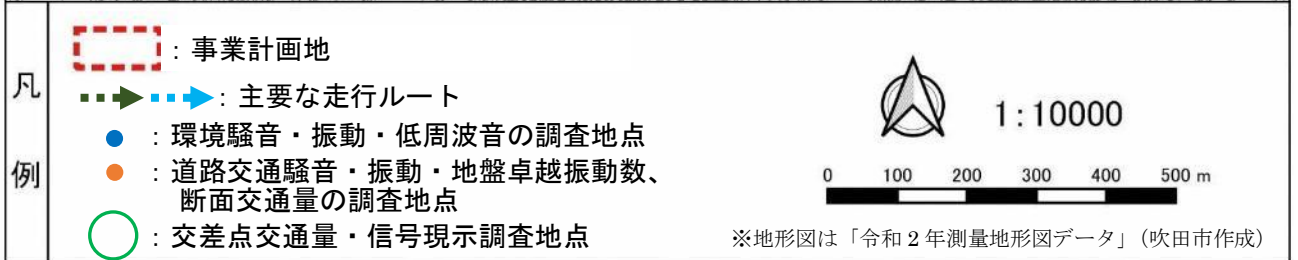 凡例
：事業計画地
：主要な走行ルート
：環境騒音・振動・低周波音の調査地点
：道路交通騒音・振動・地盤卓越振動数、
断面交通量の調査地点
：交差点交通量・信号現示調査地点
1:10000
0 100 200 300 400 500 m
※地形図は「令和２年測量地形図データ」（吹田市作成）